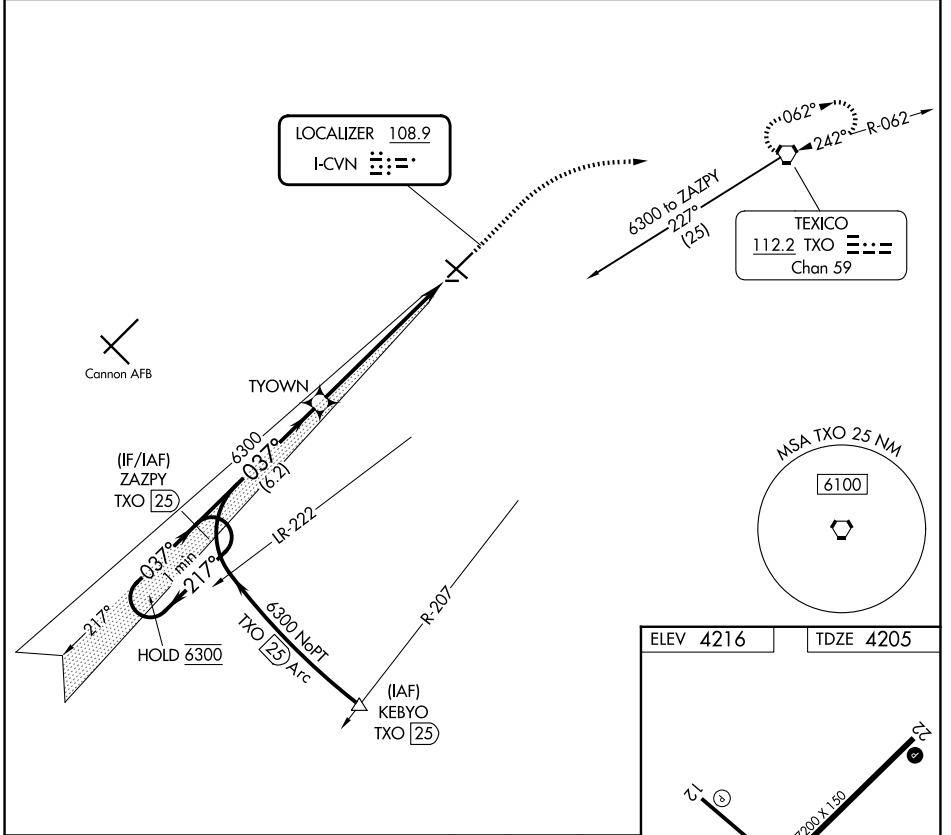 LOCALIZER 108.9
I-CVN
062°
242°
R-062
6300 to ZAZPY
227°
(25)
TEXICO
112.2 TXO
Chan 59
Cannon AFB
TYOWN
6300
037°
(6.2)
(IF/IAF)
ZAZPY
TXO 25
MSA TXO 25 NM
6100
LR-222
037°
1 min
217°
R-207
217°
HOLD 6300
6300 NoPT
TXO 25 Arc
(IAF)
KEBYO
TXO 25
ELEV 4216
TDZE 4205
22
P
12
P
7200 X 150